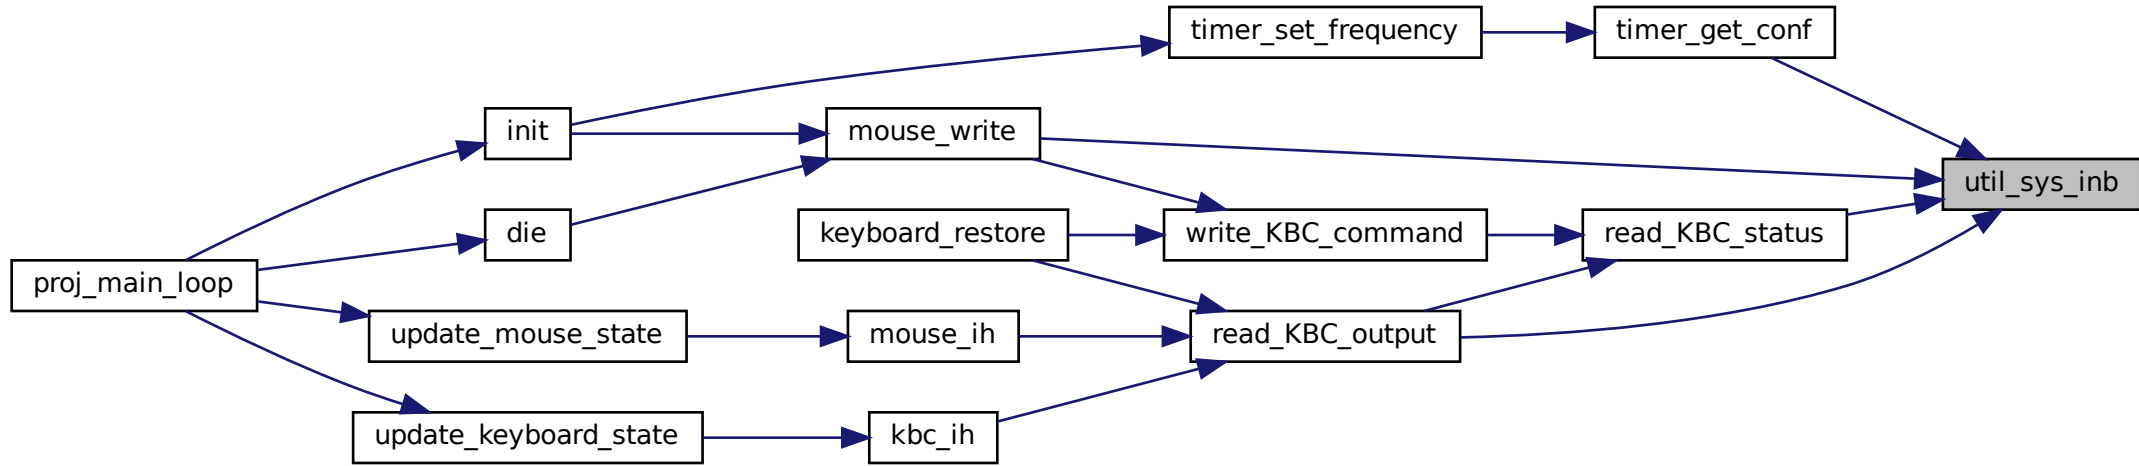 timer_set_frequency
timer_get_conf
init
mouse_write
util_sys_inb
die
keyboard_restore
write_KBC_command
read_KBC_status
proj_main_loop
update_mouse_state
mouse_ih
read_KBC_output
update_keyboard_state
kbc_ih